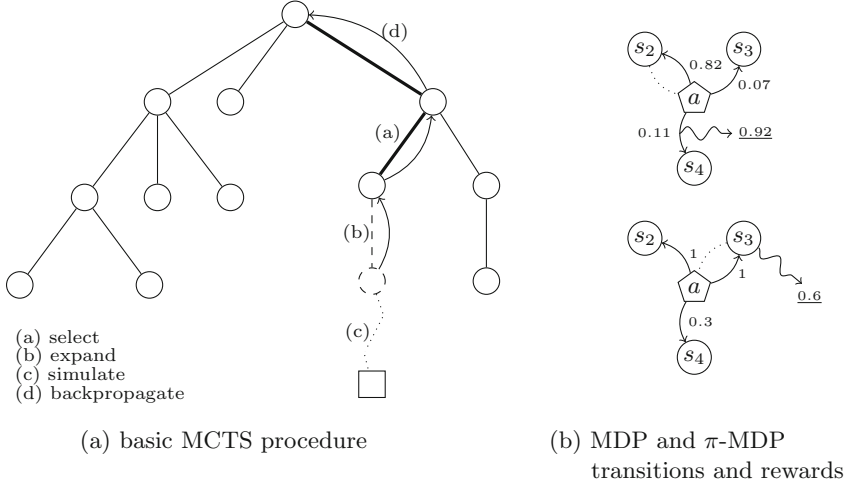 (d)
(a)
(b)
(c)
(a) select
(b) expand
(c) simulate
(d) backpropagate
(a) basic MCTS procedure
s2
s3
0.82
0.07
a
0.11
0.92
s4
s2
s3
1
a
1
0.6
0.3
s4
(b) MDP and π-MDP
transitions and rewards